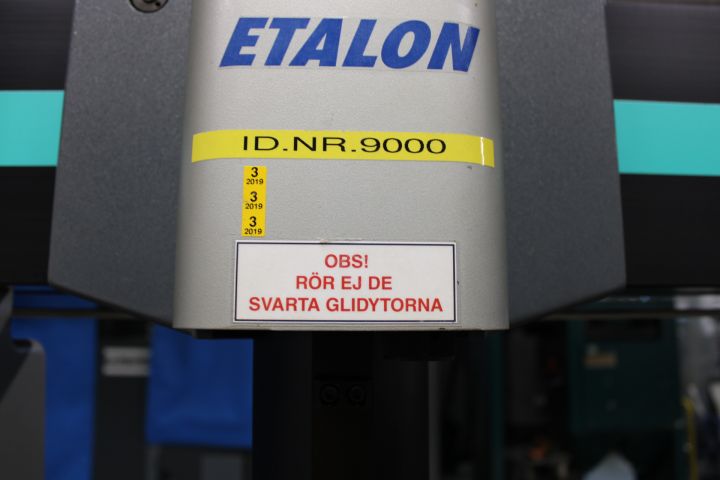 ETALON
ID.NR.9000
3
2019
3
2019
3
2019
OBS!
RÖR EJ DE
SVARTA GLIDYTORNA